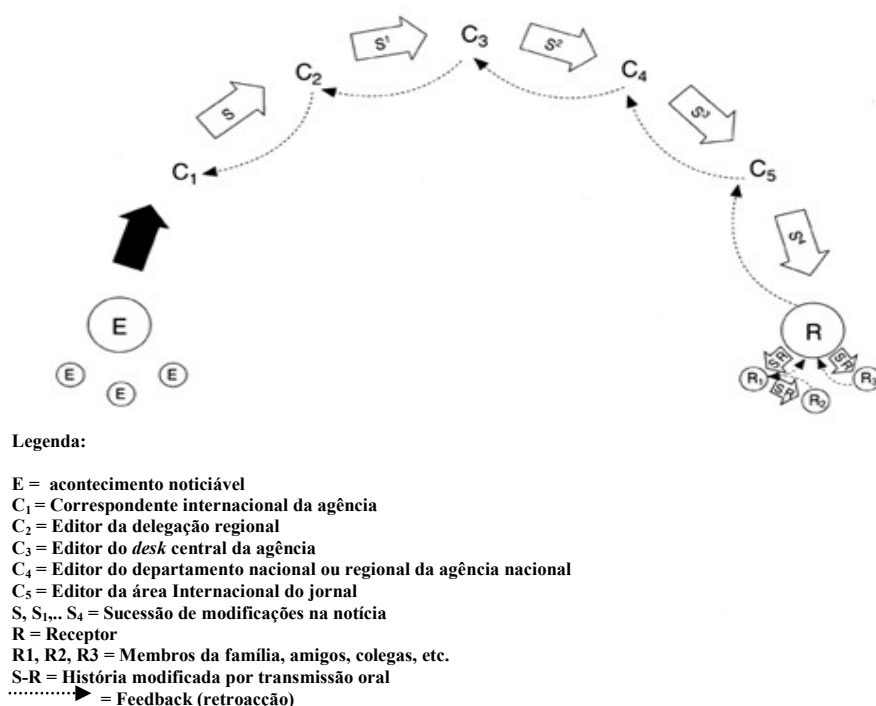 S¹
C₃
S²
C₂
C₄
S
S³
C₁
C₅
S₄
E
R
E
E
E
S-R
S-R
R₁
R₃
S-R
R₂
Legenda:
E = acontecimento noticiável
C₁ = Correspondente internacional da agência
C₂ = Editor da delegação regional
C₃ = Editor do desk central da agência
C₄ = Editor do departamento nacional ou regional da agência nacional
C₅ = Editor da área Internacional do jornal
S, S₁,.. S₄ = Sucessão de modificações na notícia
R = Receptor
R1, R2, R3 = Membros da família, amigos, colegas, etc.
S-R = História modificada por transmissão oral
= Feedback (retroacção)